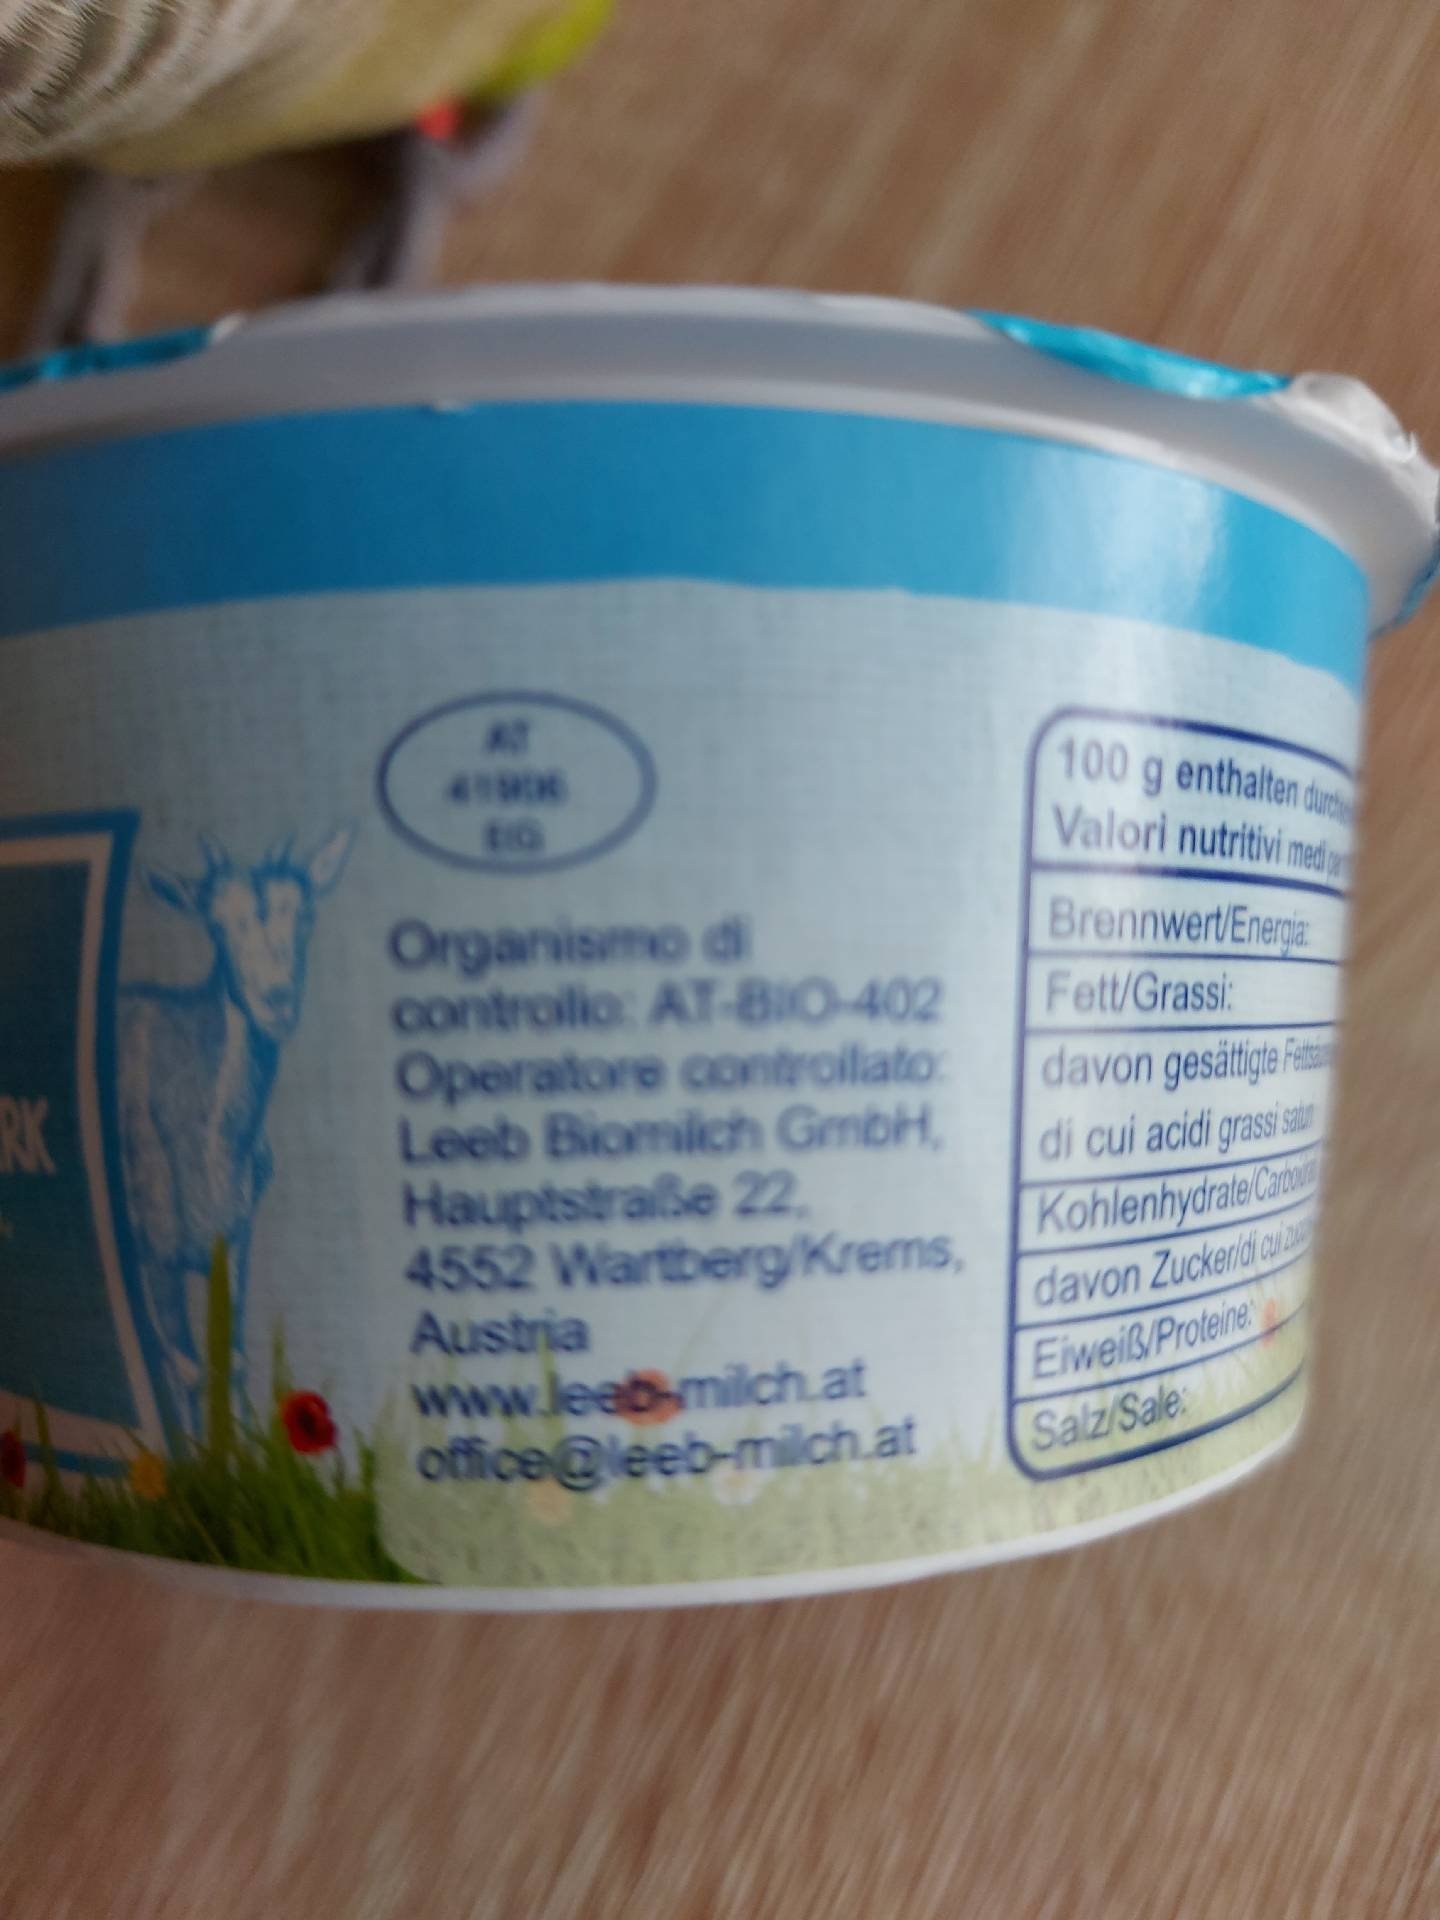 RK
AT
41906
EG
Organismo di
controllo: AT-BIO-402
Operatore controllato:
Leeb Biomilch GmbH,
Hauptstraße 22,
4552 Wartberg/Krems,
Austria
www.leeb-milch.at
office@leeb-milch.at
100 g enthalten
Valori nutritivi medi
Brennwert/Energia:
Fett/Grassi:
davon gesättigte
di cui acidi grassi
Kohlenhydrate/
davon Zucker/di cui
Eiweiß/Proteine:
Salz/Sale: